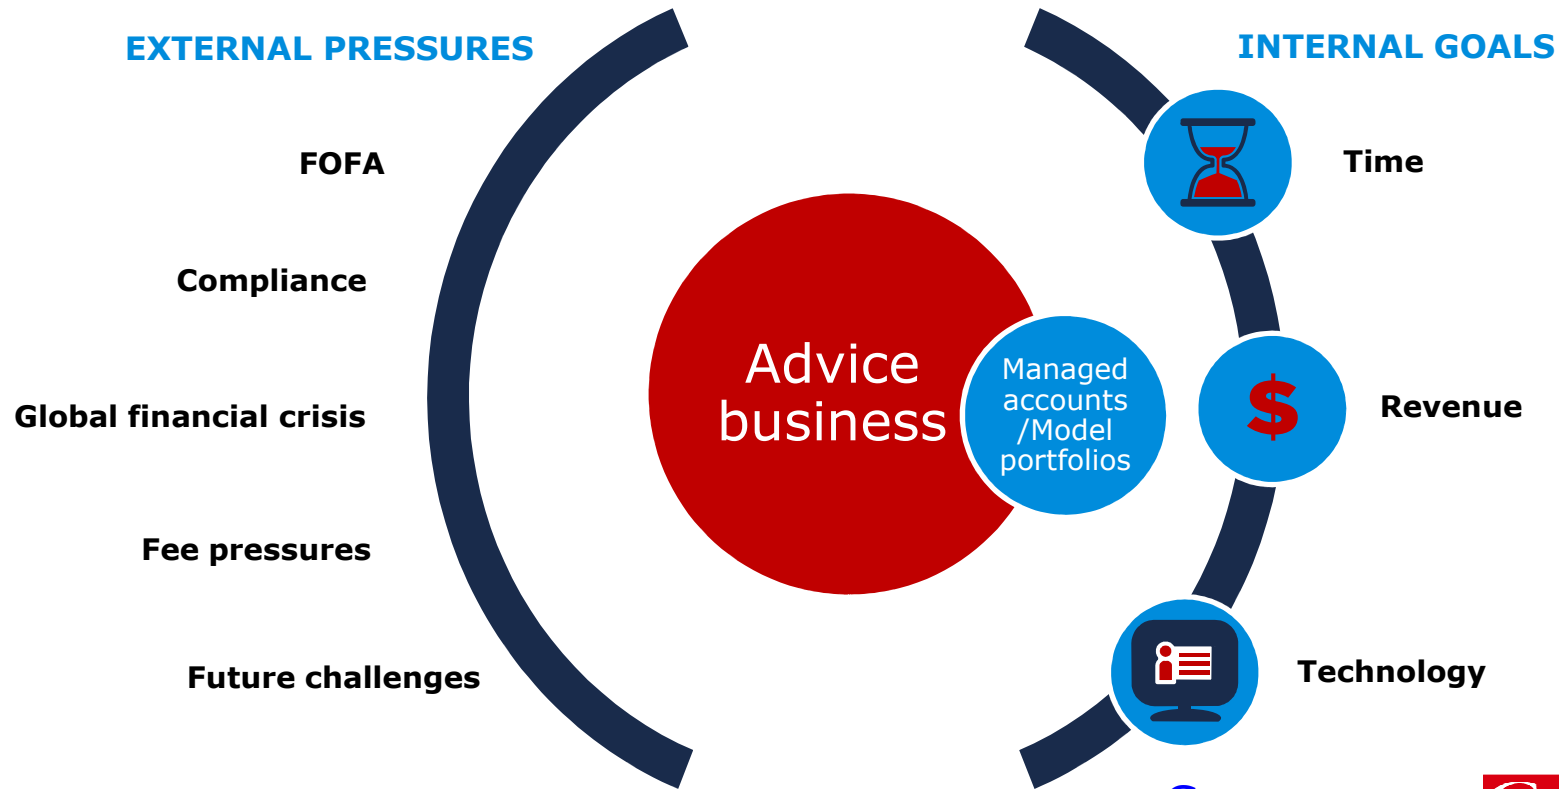 EXTERNAL PRESSURES
FOFA
Compliance
Global financial crisis
Fee pressures
Future challenges
Advice
business
Managed
accounts
/Model
portfolios
INTERNAL GOALS
Time
$
Revenue
Technology